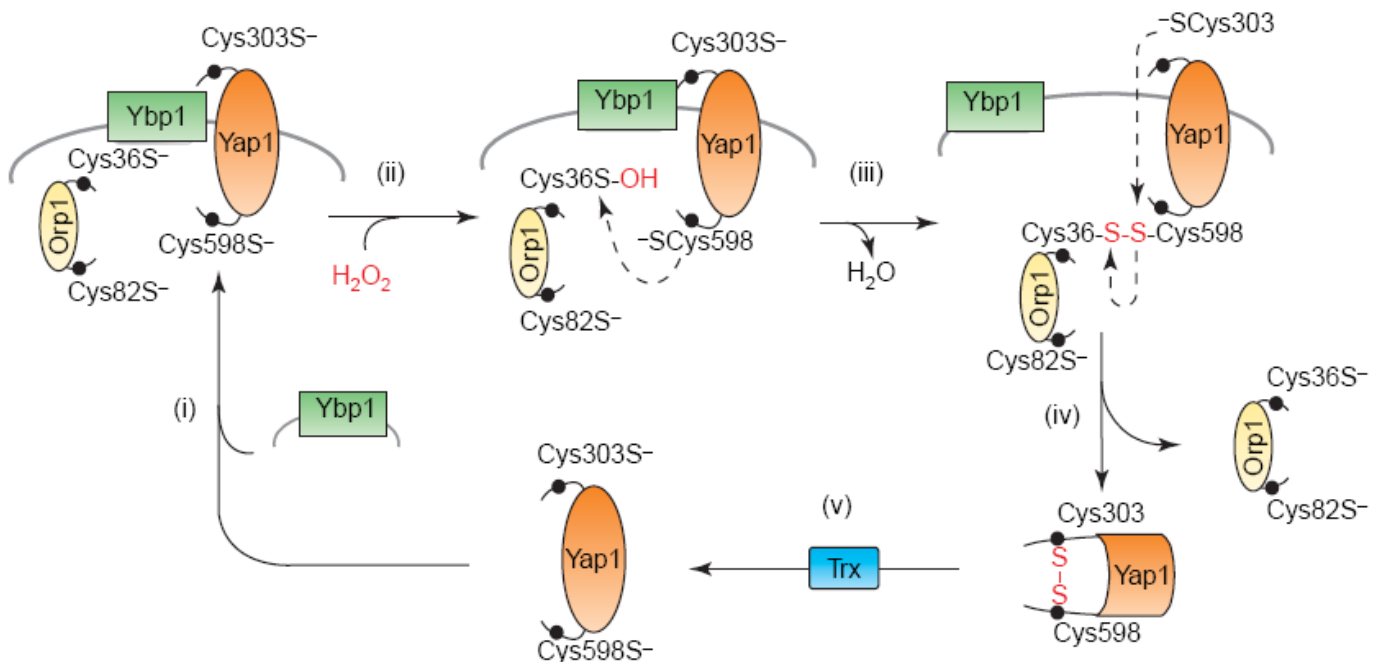 Cys303S–
Ybp1
Yap1
Cys36S–
Orp1
Cys598S–
Cys82S–
(ii)
H2O2
Cys303S–
Ybp1
Yap1
Cys36S-OH
Orp1
–SCys598
Cys82S–
(iii)
H2O
–SCys303
Ybp1
Yap1
Cys36-S-S-Cys598
Orp1
Cys82S–
(iv)
Cys36S–
Orp1
Cys82S–
(i)
Ybp1
Cys303S–
Yap1
Cys598S–
(v)
Trx
Cys303
S-S
Yap1
Cys598